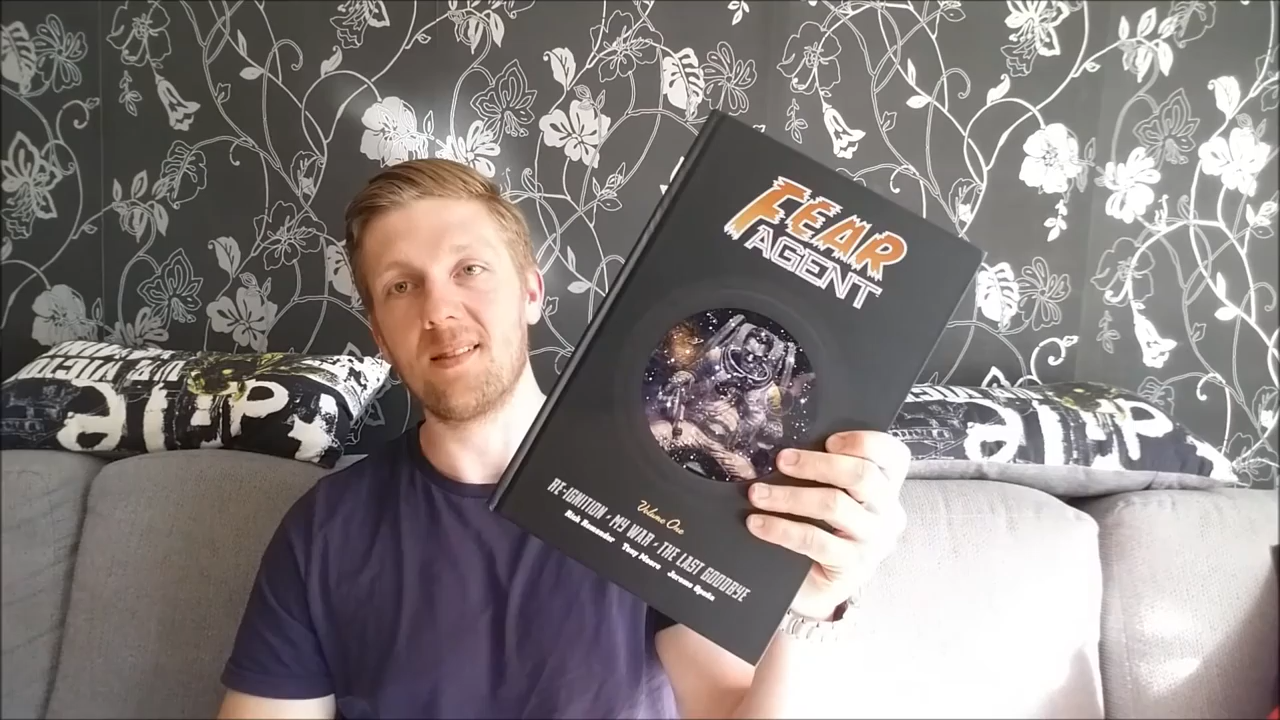 FEAR
AGENT
Volume One
RE-IGNITION • MY WAR • THE LAST GOODBYE
Rick Remender Tony Moore Jerome Opeña